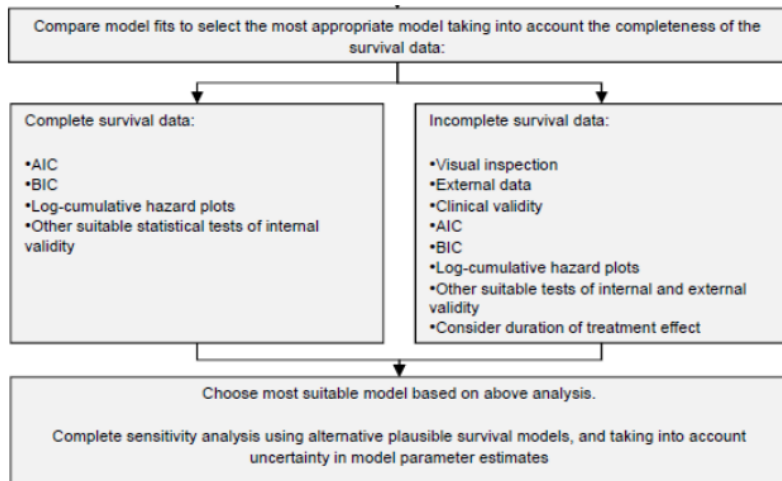 Compare model fits to select the most appropriate model taking into account the completeness of the
survival data:
Complete survival data:
•AIC
•BIC
•Log-cumulative hazard plots
•Other suitable statistical tests of internal
validity
Incomplete survival data:
•Visual inspection
•External data
•Clinical validity
•AIC
•BIC
•Log-cumulative hazard plots
•Other suitable tests of internal and external
validity
•Consider duration of treatment effect
Choose most suitable model based on above analysis.
Complete sensitivity analysis using alternative plausible survival models, and taking into account
uncertainty in model parameter estimates